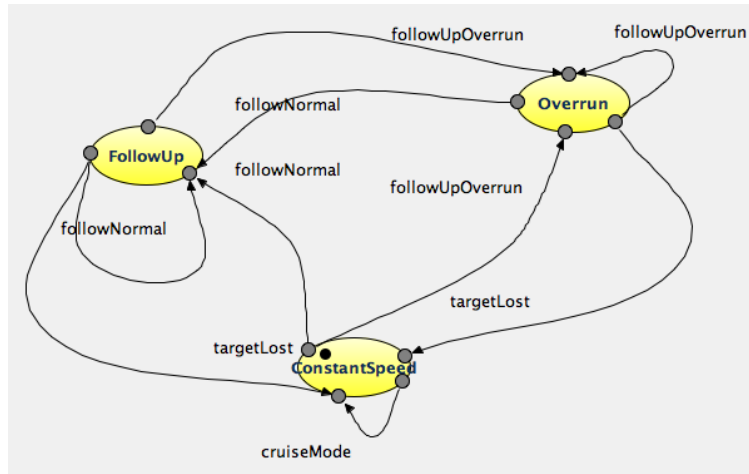 followUpOverrun
followUpOverrun
followNormal
Overrun
FollowUp
followNormal
followUpOverrun
followNormal
targetLost
targetLost
ConstantSpeed
cruiseMode